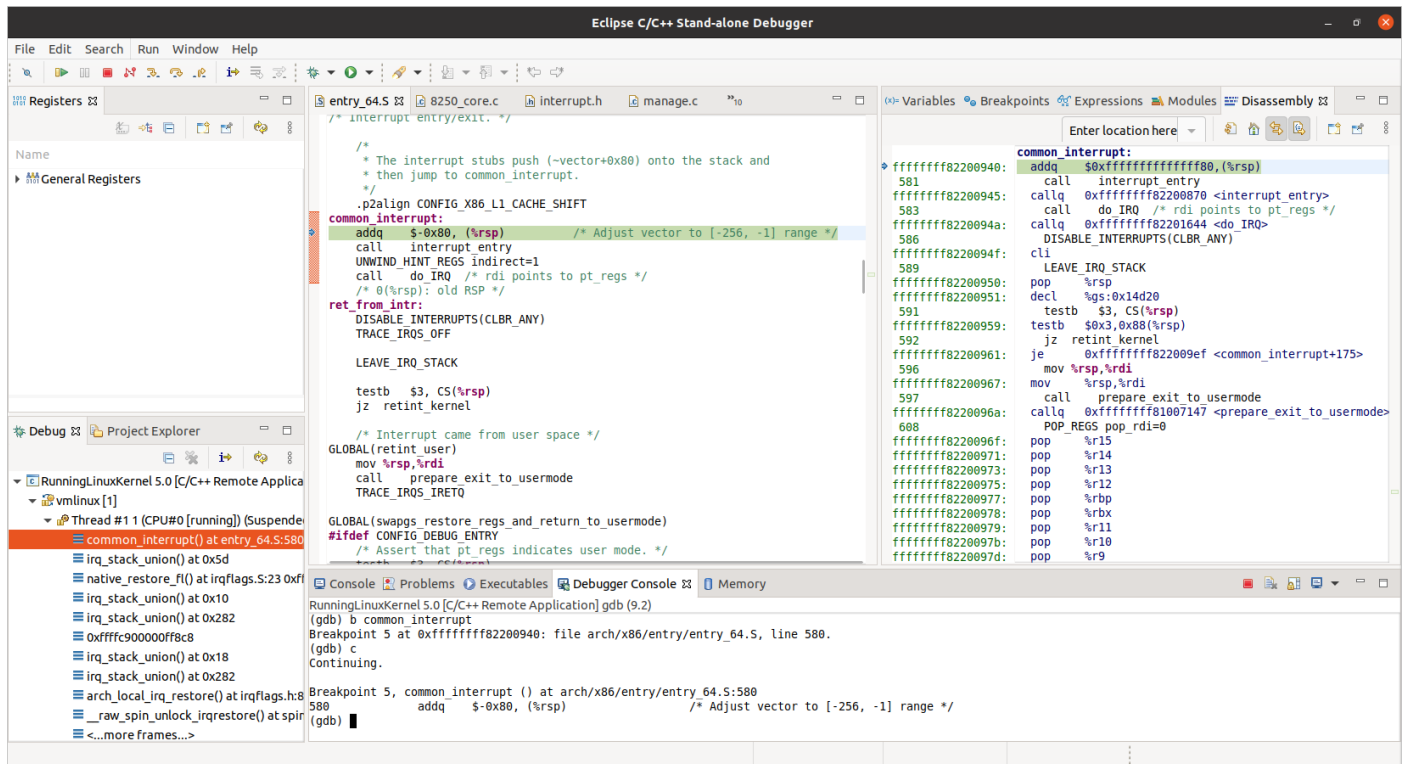 Eclipse C/C++ Stand-alone Debugger
File Edit Search Run Window Help
Registers
Name
General Registers
Debug Project Explorer
RunningLinuxKernel 5.0 [C/C++ Remote Applica
vmlinux [1]
Thread #1 1 (CPU#0 [running]) (Suspende
common_interrupt() at entry_64.S:580
irq_stack_union() at 0x5d
native_restore_fl() at irqflags.S:23 0xff
irq_stack_union() at 0x10
irq_stack_union() at 0x282
0xffffc900000ff8c8
irq_stack_union() at 0x18
irq_stack_union() at 0x282
arch_local_irq_restore() at irqflags.h:8
__raw_spin_unlock_irqrestore() at spin
<...more frames...>
entry_64.S 8250_core.c interrupt.h manage.c »10
/* Interrupt entry/exit. */
/*
* The interrupt stubs push (~vector+0x80) onto the stack and
* then jump to common_interrupt.
*/
.p2align CONFIG_X86_L1_CACHE_SHIFT
common_interrupt:
addq $-0x80, (%rsp) /* Adjust vector to [-256, -1] range */
call interrupt_entry
UNWIND_HINT_REGS indirect=1
call do_IRQ /* rdi points to pt_regs */
/* 0(%rsp): old RSP */
ret_from_intr:
DISABLE_INTERRUPTS(CLBR_ANY)
TRACE_IRQS_OFF
LEAVE_IRQ_STACK
testb $3, CS(%rsp)
jz retint_kernel
/* Interrupt came from user space */
GLOBAL(retint_user)
mov %rsp,%rdi
call prepare_exit_to_usermode
TRACE_IRQS_IRETQ
GLOBAL(swapgs_restore_regs_and_return_to_usermode)
#ifdef CONFIG_DEBUG_ENTRY
/* Assert that pt_regs indicates user mode. */
testb $3, CS(%rsp)
(x)= Variables Breakpoints Expressions Modules Disassembly
Enter location here
common_interrupt:
ffffffff82200940: addq $0xffffffffffffff80,(%rsp)
581 call interrupt_entry
ffffffff82200945: callq 0xffffffff82200870 <interrupt_entry>
583 call do_IRQ /* rdi points to pt_regs */
ffffffff8220094a: callq 0xffffffff82201644 <do_IRQ>
586 DISABLE_INTERRUPTS(CLBR_ANY)
ffffffff8220094f: cli
589 LEAVE_IRQ_STACK
ffffffff82200950: pop %rsp
ffffffff82200951: decl %gs:0x14d20
591 testb $3, CS(%rsp)
ffffffff82200959: testb $0x3,0x88(%rsp)
592 jz retint_kernel
ffffffff82200961: je 0xffffffff822009ef <common_interrupt+175>
596 mov %rsp,%rdi
ffffffff82200967: mov %rsp,%rdi
597 call prepare_exit_to_usermode
ffffffff8220096a: callq 0xffffffff81007147 <prepare_exit_to_usermode>
608 POP_REGS pop_rdi=0
ffffffff8220096f: pop %r15
ffffffff82200971: pop %r14
ffffffff82200973: pop %r13
ffffffff82200975: pop %r12
ffffffff82200977: pop %rbp
ffffffff82200978: pop %rbx
ffffffff82200979: pop %r11
ffffffff8220097b: pop %r10
ffffffff8220097d: pop %r9
Console Problems Executables Debugger Console Memory
RunningLinuxKernel 5.0 [C/C++ Remote Application] gdb (9.2)
(gdb) b common_interrupt
Breakpoint 5 at 0xffffffff82200940: file arch/x86/entry/entry_64.S, line 580.
(gdb) c
Continuing.
Breakpoint 5, common_interrupt () at arch/x86/entry/entry_64.S:580
580 addq $-0x80, (%rsp) /* Adjust vector to [-256, -1] range */
(gdb)